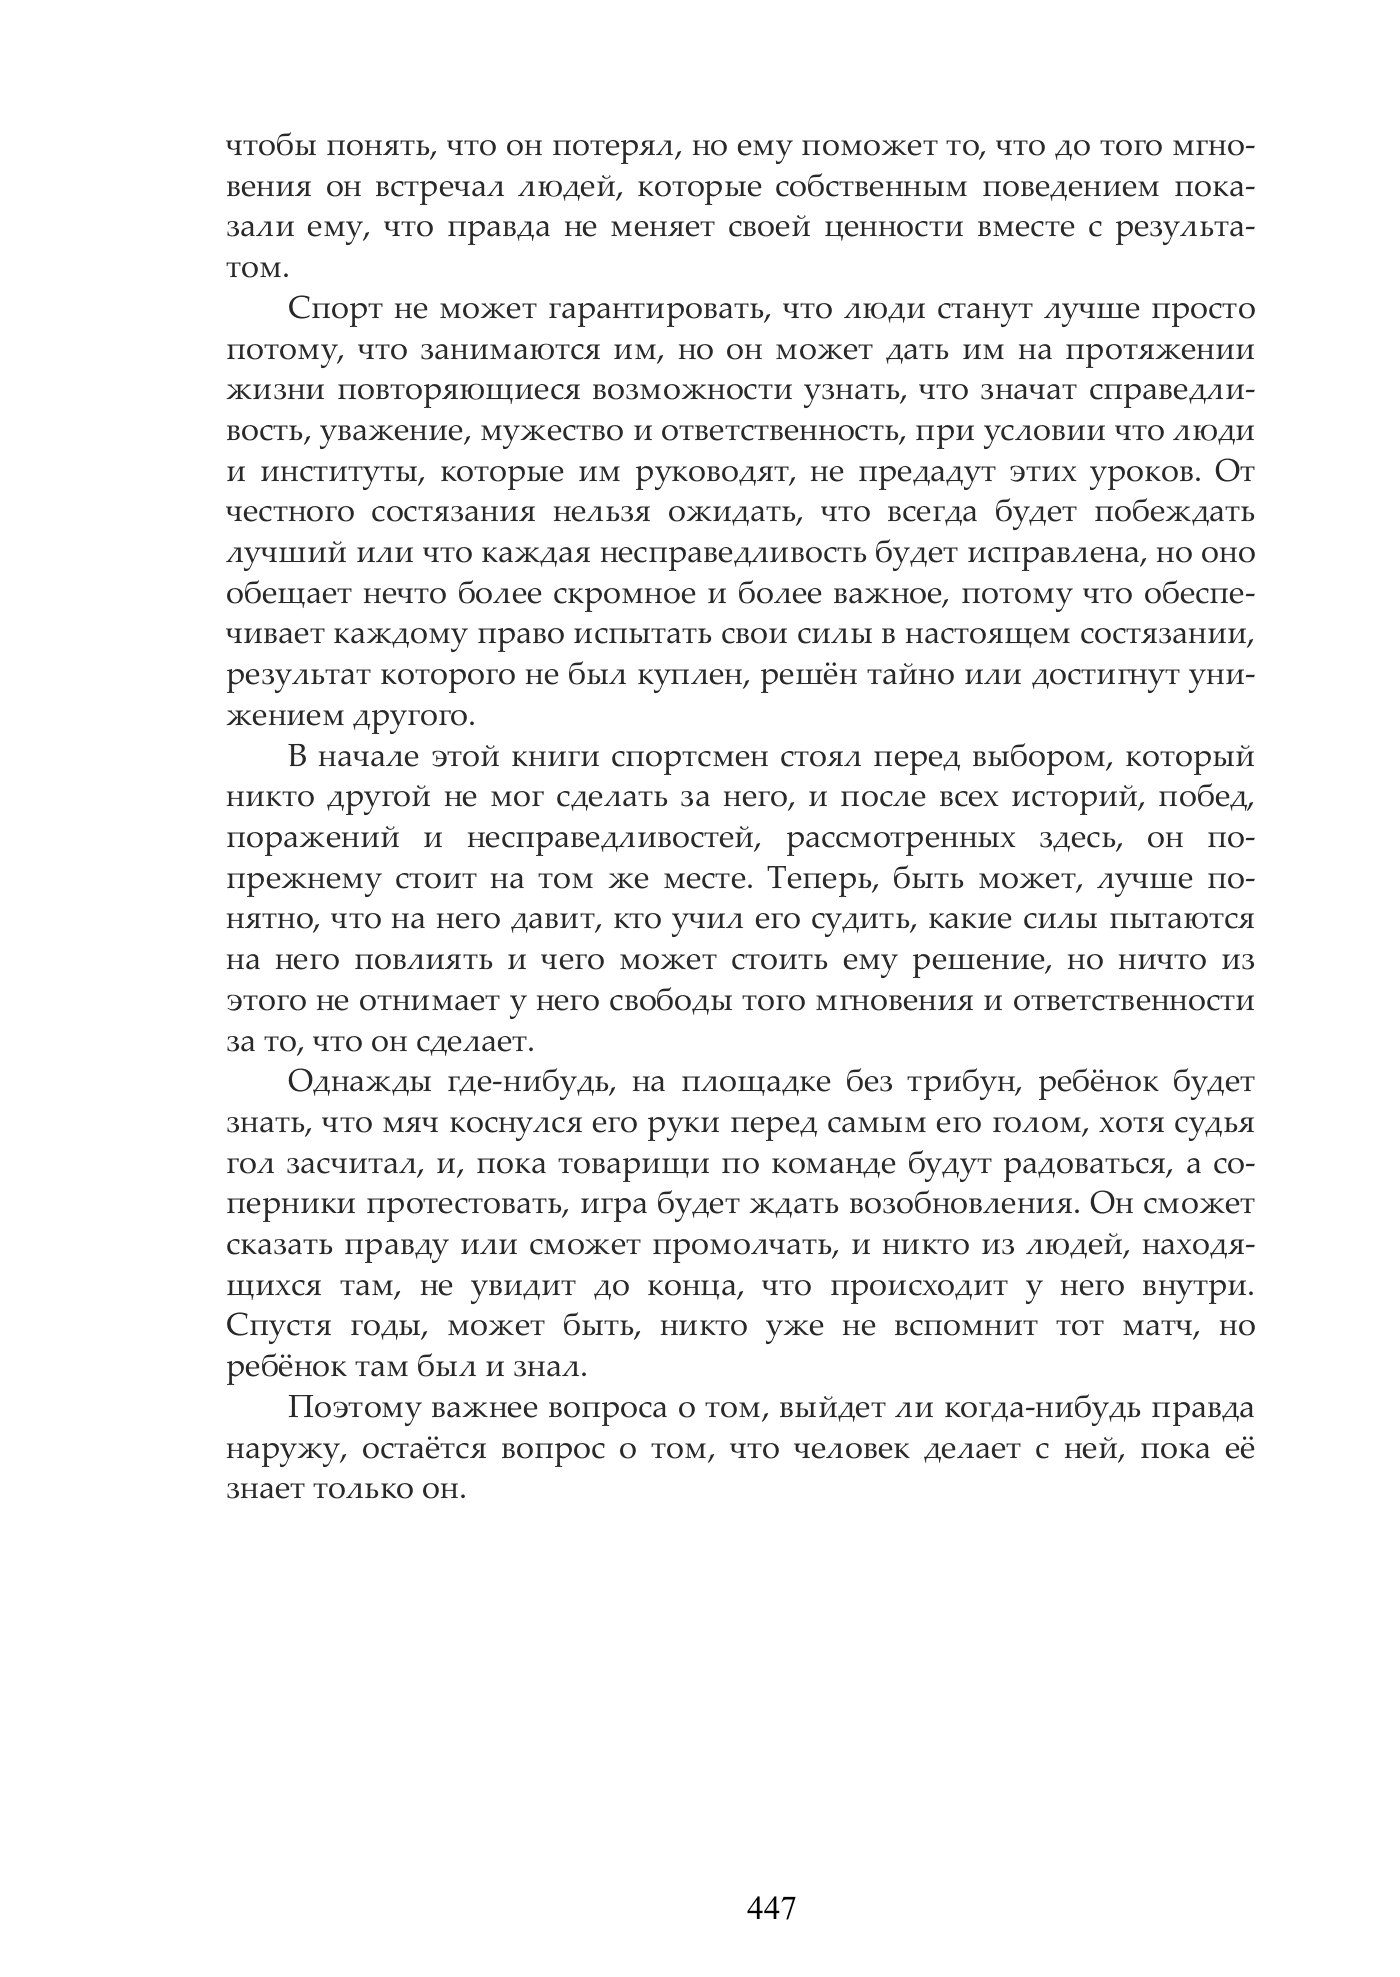 чтобы понять, что он потерял, но ему поможет то, что до того мгно-
вения он встречал людей, которые собственным поведением пока-
зали ему, что правда не меняет своей ценности вместе с результа-
том.
Спорт не может гарантировать, что люди станут лучше просто
потому, что занимаются им, но он может дать им на протяжении
жизни повторяющиеся возможности узнать, что значат справедли-
вость, уважение, мужество и ответственность, при условии что люди
и институты, которые им руководят, не предадут этих уроков. От
честного состязания нельзя ожидать, что всегда будет побеждать
лучший или что каждая несправедливость будет исправлена, но оно
обещает нечто более скромное и более важное, потому что обеспе-
чивает каждому право испытать свои силы в настоящем состязании,
результат которого не был куплен, решён тайно или достигнут уни-
жением другого.
В начале этой книги спортсмен стоял перед выбором, который
никто другой не мог сделать за него, и после всех историй, побед,
поражений и несправедливостей, рассмотренных здесь, он по-
прежнему стоит на том же месте. Теперь, быть может, лучше по-
нятно, что на него давит, кто учил его судить, какие силы пытаются
на него повлиять и чего может стоить ему решение, но ничто из
этого не отнимает у него свободы того мгновения и ответственности
за то, что он сделает.
Однажды где-нибудь, на площадке без трибун, ребёнок будет
знать, что мяч коснулся его руки перед самым его голом, хотя судья
гол засчитал, и, пока товарищи по команде будут радоваться, а со-
перники протестовать, игра будет ждать возобновления. Он сможет
сказать правду или сможет промолчать, и никто из людей, находя-
щихся там, не увидит до конца, что происходит у него внутри.
Спустя годы, может быть, никто уже не вспомнит тот матч, но
ребёнок там был и знал.
Поэтому важнее вопроса о том, выйдет ли когда-нибудь правда
наружу, остаётся вопрос о том, что человек делает с ней, пока её
знает только он.
447